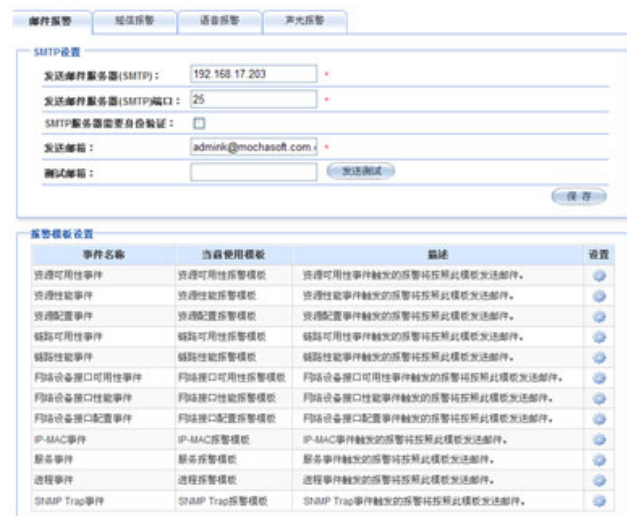 邮件报警 短信报警 语音报警 声光报警
SMTP设置
发送邮件服务器(SMTP)： 192.168.17.203 *
发送邮件服务器(SMTP)端口： 25 *
SMTP服务器需要身份验证：
发送邮箱： admink@mochasoft.com. *
测试邮箱： 发送测试
保 存
报警模板设置
事件名称 当前使用模板 描述 设置
资源可用性事件 资源可用性报警模板 资源可用性事件触发的报警将按照此模板发送邮件。
资源性能事件 资源性能报警模板 资源性能事件触发的报警将按照此模板发送邮件。
资源配置事件 资源配置报警模板 资源配置事件触发的报警将按照此模板发送邮件。
链路可用性事件 链路可用性报警模板 链路可用性事件触发的报警将按照此模板发送邮件。
链路性能事件 链路性能报警模板 链路性能事件触发的报警将按照此模板发送邮件。
网络设备接口可用性事件 网络接口可用性报警模板 网络设备接口可用性事件触发的报警将按照此模板发送邮件。
网络设备接口性能事件 网络接口性能报警模板 网络设备接口性能事件触发的报警将按照此模板发送邮件。
网络设备接口配置事件 网络接口配置报警模板 网络设备接口配置事件触发的报警将按照此模板发送邮件。
IP-MAC事件 IP-MAC报警模板 IP-MAC事件触发的报警将按照此模板发送邮件。
服务事件 服务报警模板 服务事件触发的报警将按照此模板发送邮件。
进程事件 进程报警模板 进程事件触发的报警将按照此模板发送邮件。
SNMP Trap事件 SNMP Trap报警模板 SNMP Trap事件触发的报警将按照此模板发送邮件。